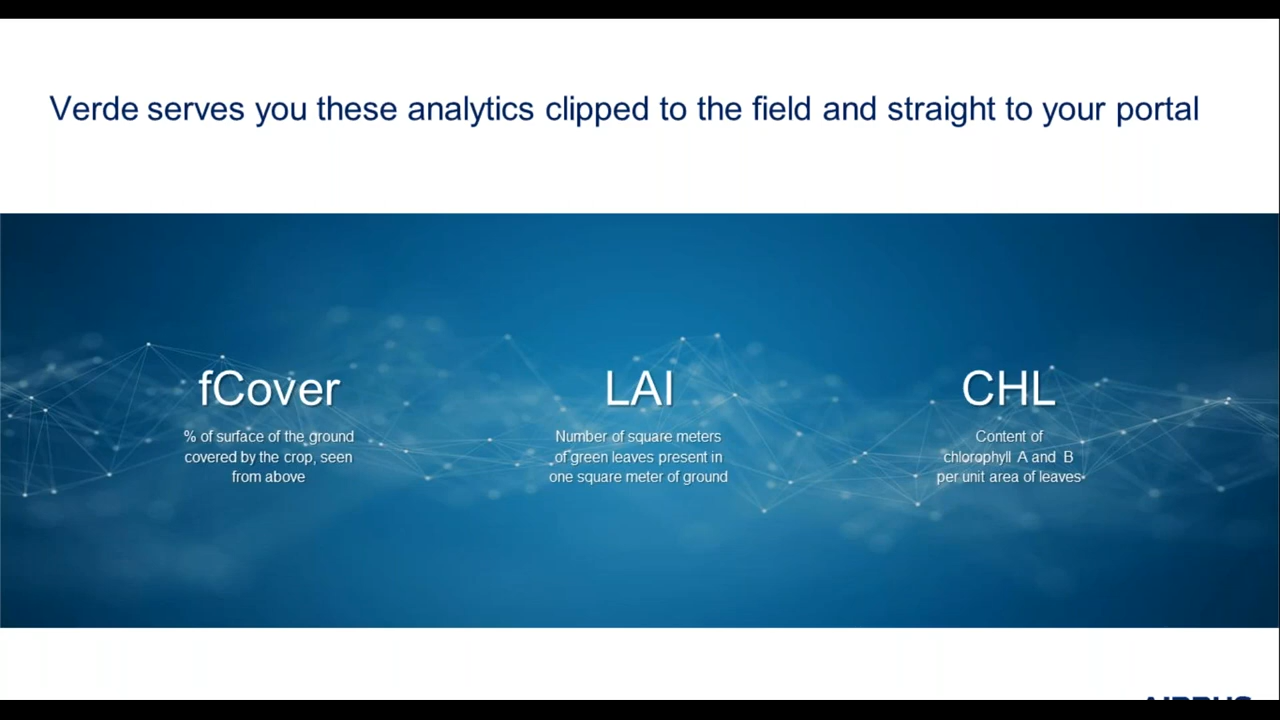 Verde serves you these analytics clipped to the field and straight to your portal
fCover
% of surface of the ground
covered by the crop, seen
from above
LAI
Number of square meters
of green leaves present in
one square meter of ground
CHL
Content of
chlorophyll A and B
per unit area of leaves